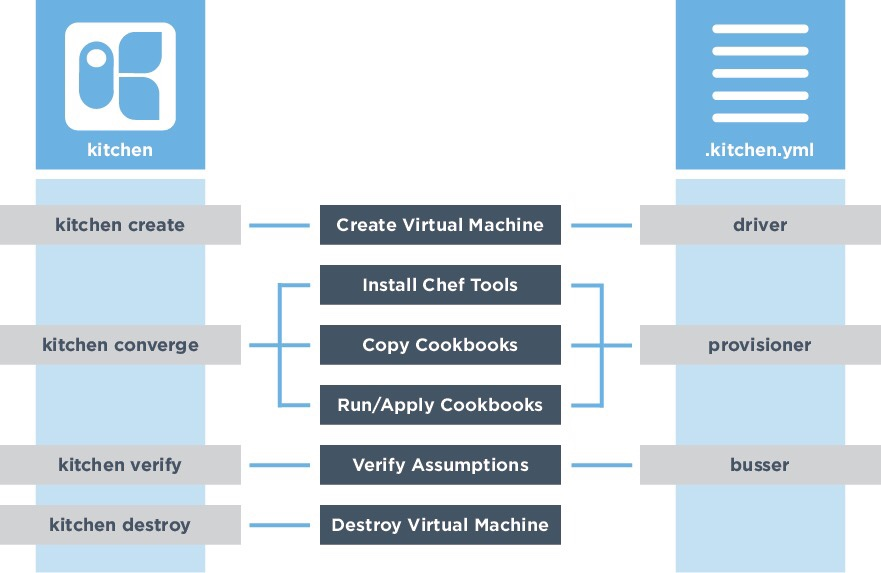 kitchen
.kitchen.yml
kitchen create
Create Virtual Machine
driver
Install Chef Tools
kitchen converge
Copy Cookbooks
provisioner
Run/Apply Cookbooks
kitchen verify
Verify Assumptions
busser
kitchen destroy
Destroy Virtual Machine